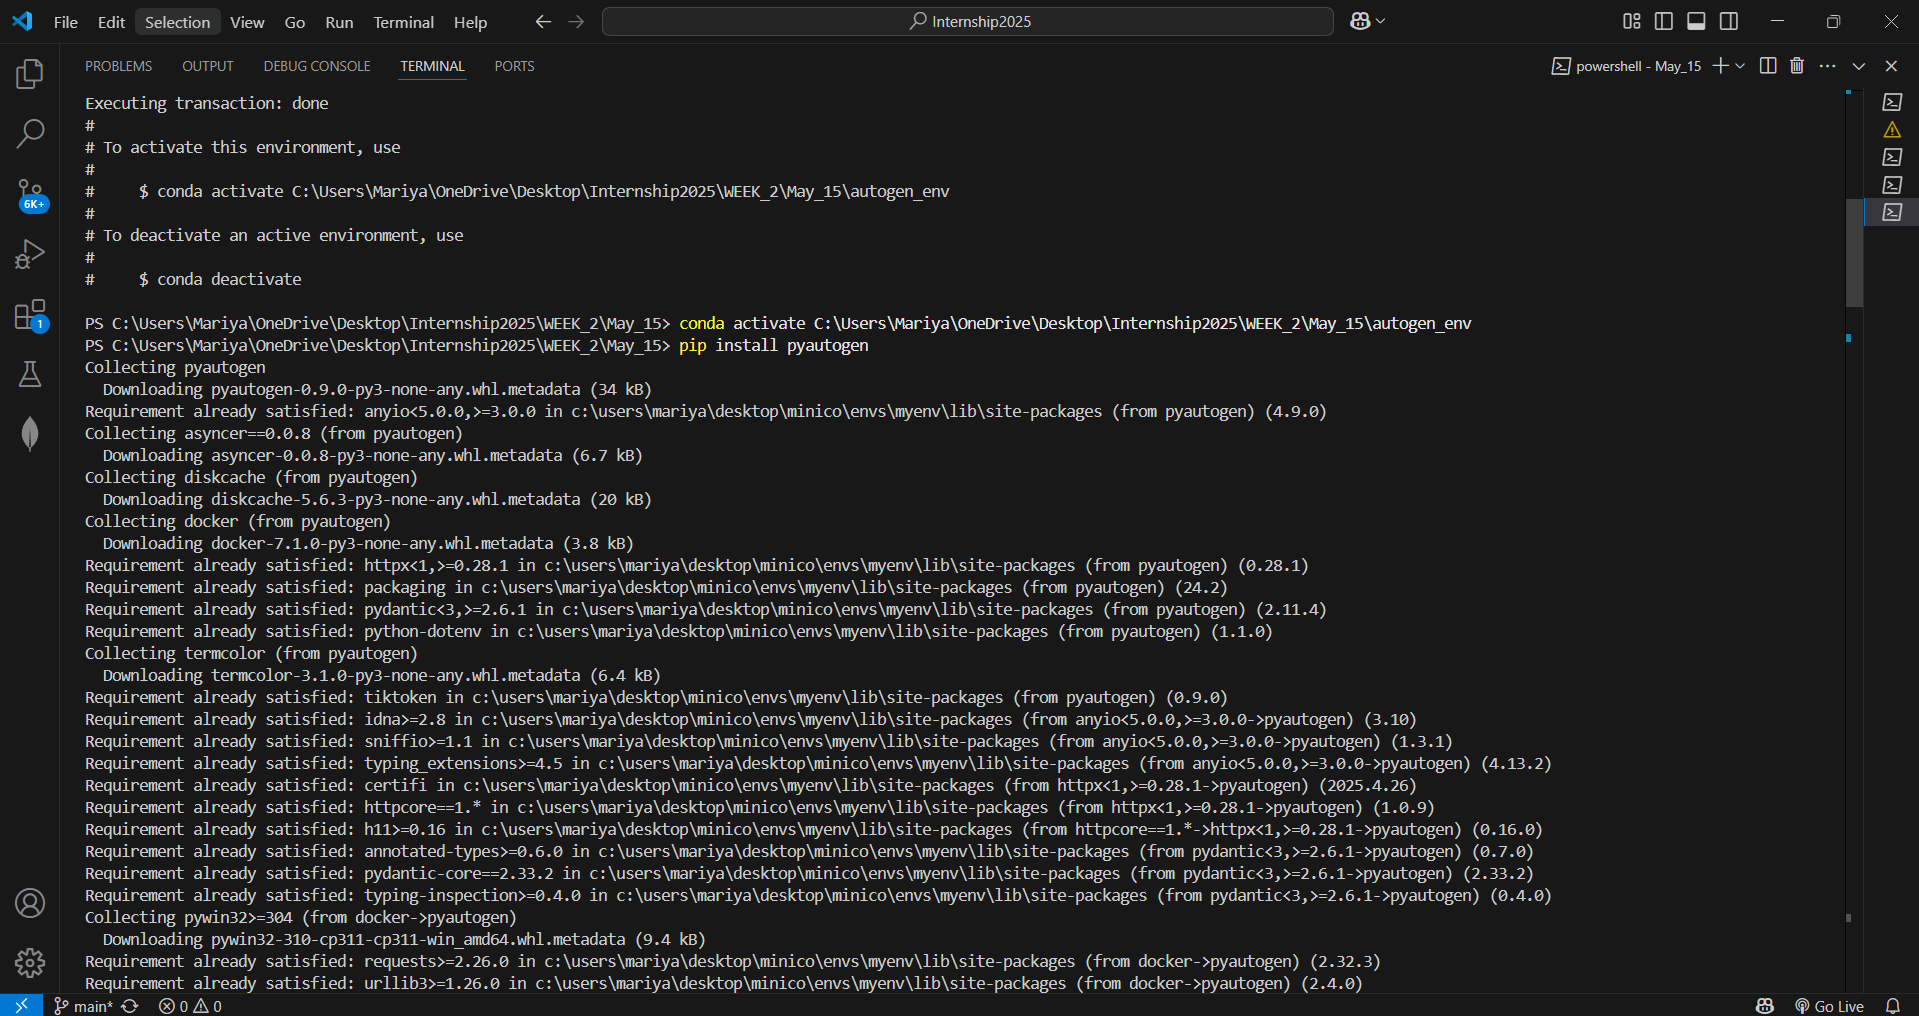 File Edit Selection View Go Run Terminal Help Internship2025
PROBLEMS OUTPUT DEBUG CONSOLE TERMINAL PORTS powershell - May_15
Executing transaction: done
#
# To activate this environment, use
#
#     $ conda activate C:\Users\Mariya\OneDrive\Desktop\Internship2025\WEEK_2\May_15\autogen_env
#
# To deactivate an active environment, use
#
#     $ conda deactivate
PS C:\Users\Mariya\OneDrive\Desktop\Internship2025\WEEK_2\May_15> conda activate C:\Users\Mariya\OneDrive\Desktop\Internship2025\WEEK_2\May_15\autogen_env
PS C:\Users\Mariya\OneDrive\Desktop\Internship2025\WEEK_2\May_15> pip install pyautogen
Collecting pyautogen
  Downloading pyautogen-0.9.0-py3-none-any.whl.metadata (34 kB)
Requirement already satisfied: anyio<5.0.0,>=3.0.0 in c:\users\mariya\desktop\minico\envs\myenv\lib\site-packages (from pyautogen) (4.9.0)
Collecting asyncer==0.0.8 (from pyautogen)
  Downloading asyncer-0.0.8-py3-none-any.whl.metadata (6.7 kB)
Collecting diskcache (from pyautogen)
  Downloading diskcache-5.6.3-py3-none-any.whl.metadata (20 kB)
Collecting docker (from pyautogen)
  Downloading docker-7.1.0-py3-none-any.whl.metadata (3.8 kB)
Requirement already satisfied: httpx<1,>=0.28.1 in c:\users\mariya\desktop\minico\envs\myenv\lib\site-packages (from pyautogen) (0.28.1)
Requirement already satisfied: packaging in c:\users\mariya\desktop\minico\envs\myenv\lib\site-packages (from pyautogen) (24.2)
Requirement already satisfied: pydantic<3,>=2.6.1 in c:\users\mariya\desktop\minico\envs\myenv\lib\site-packages (from pyautogen) (2.11.4)
Requirement already satisfied: python-dotenv in c:\users\mariya\desktop\minico\envs\myenv\lib\site-packages (from pyautogen) (1.1.0)
Collecting termcolor (from pyautogen)
  Downloading termcolor-3.1.0-py3-none-any.whl.metadata (6.4 kB)
Requirement already satisfied: tiktoken in c:\users\mariya\desktop\minico\envs\myenv\lib\site-packages (from pyautogen) (0.9.0)
Requirement already satisfied: idna>=2.8 in c:\users\mariya\desktop\minico\envs\myenv\lib\site-packages (from anyio<5.0.0,>=3.0.0->pyautogen) (3.10)
Requirement already satisfied: sniffio>=1.1 in c:\users\mariya\desktop\minico\envs\myenv\lib\site-packages (from anyio<5.0.0,>=3.0.0->pyautogen) (1.3.1)
Requirement already satisfied: typing_extensions>=4.5 in c:\users\mariya\desktop\minico\envs\myenv\lib\site-packages (from anyio<5.0.0,>=3.0.0->pyautogen) (4.13.2)
Requirement already satisfied: certifi in c:\users\mariya\desktop\minico\envs\myenv\lib\site-packages (from httpx<1,>=0.28.1->pyautogen) (2025.4.26)
Requirement already satisfied: httpcore==1.* in c:\users\mariya\desktop\minico\envs\myenv\lib\site-packages (from httpx<1,>=0.28.1->pyautogen) (1.0.9)
Requirement already satisfied: h11>=0.16 in c:\users\mariya\desktop\minico\envs\myenv\lib\site-packages (from httpcore==1.*->httpx<1,>=0.28.1->pyautogen) (0.16.0)
Requirement already satisfied: annotated-types>=0.6.0 in c:\users\mariya\desktop\minico\envs\myenv\lib\site-packages (from pydantic<3,>=2.6.1->pyautogen) (0.7.0)
Requirement already satisfied: pydantic-core==2.33.2 in c:\users\mariya\desktop\minico\envs\myenv\lib\site-packages (from pydantic<3,>=2.6.1->pyautogen) (2.33.2)
Requirement already satisfied: typing-inspection>=0.4.0 in c:\users\mariya\desktop\minico\envs\myenv\lib\site-packages (from pydantic<3,>=2.6.1->pyautogen) (0.4.0)
Collecting pywin32>=304 (from docker->pyautogen)
  Downloading pywin32-310-cp311-cp311-win_amd64.whl.metadata (9.4 kB)
Requirement already satisfied: requests>=2.26.0 in c:\users\mariya\desktop\minico\envs\myenv\lib\site-packages (from docker->pyautogen) (2.32.3)
Requirement already satisfied: urllib3>=1.26.0 in c:\users\mariya\desktop\minico\envs\myenv\lib\site-packages (from docker->pyautogen) (2.4.0)
6K+
1
main* 0 0 Go Live